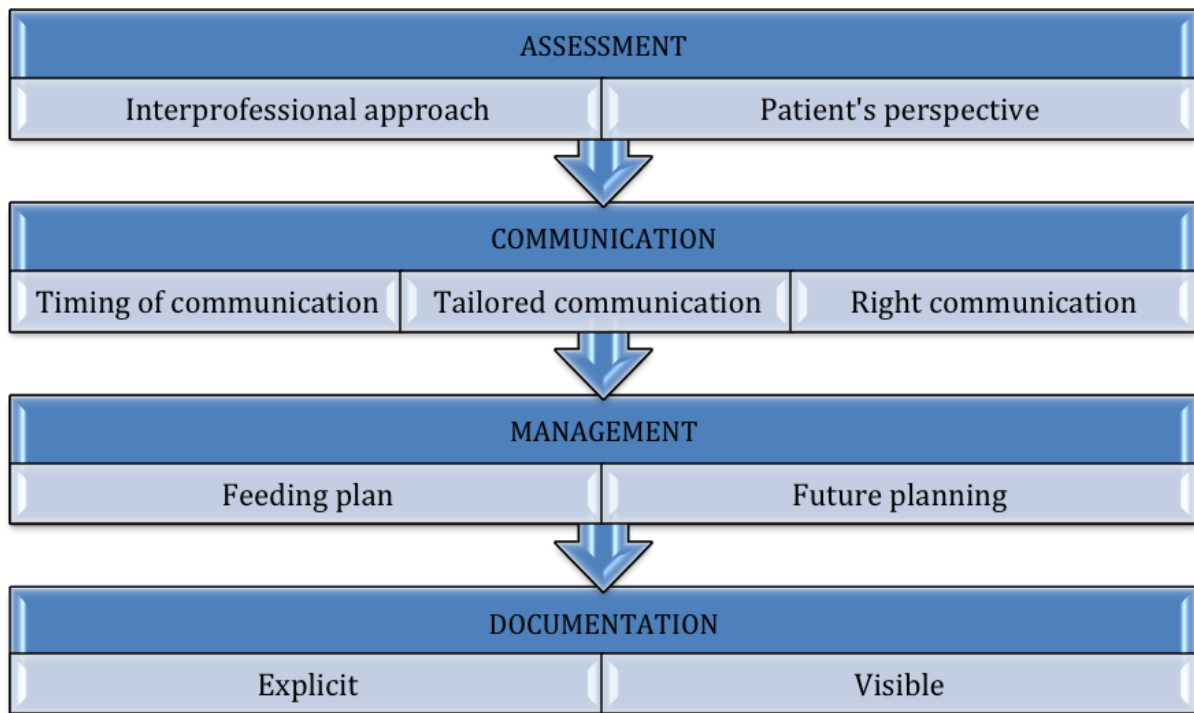 ASSESSMENT
Interprofessional approach
Patient's perspective
COMMUNICATION
Timing of communication
Tailored communication
Right communication
MANAGEMENT
Feeding plan
Future planning
DOCUMENTATION
Explicit
Visible